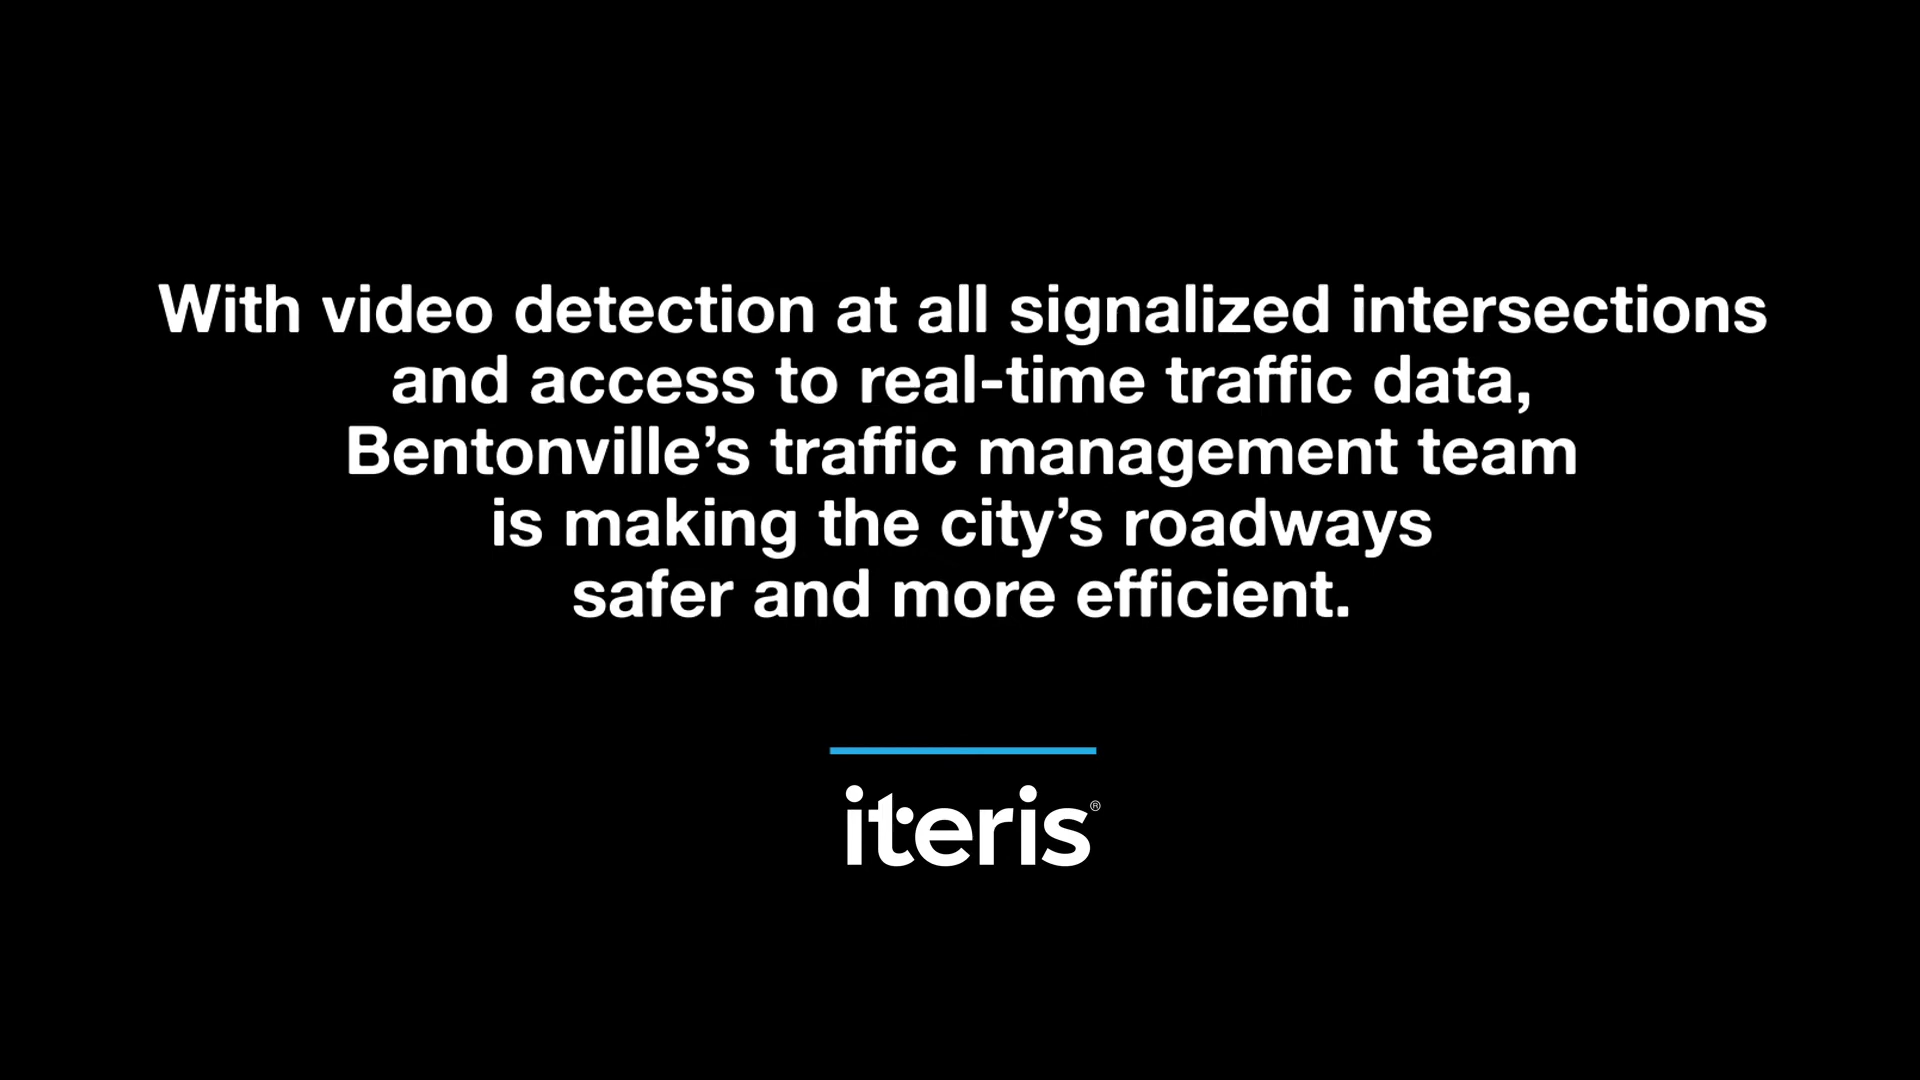 With video detection at all signalized intersections
and access to real-time traffic data,
Bentonville’s traffic management team
is making the city’s roadways
safer and more efficient.
iteris®